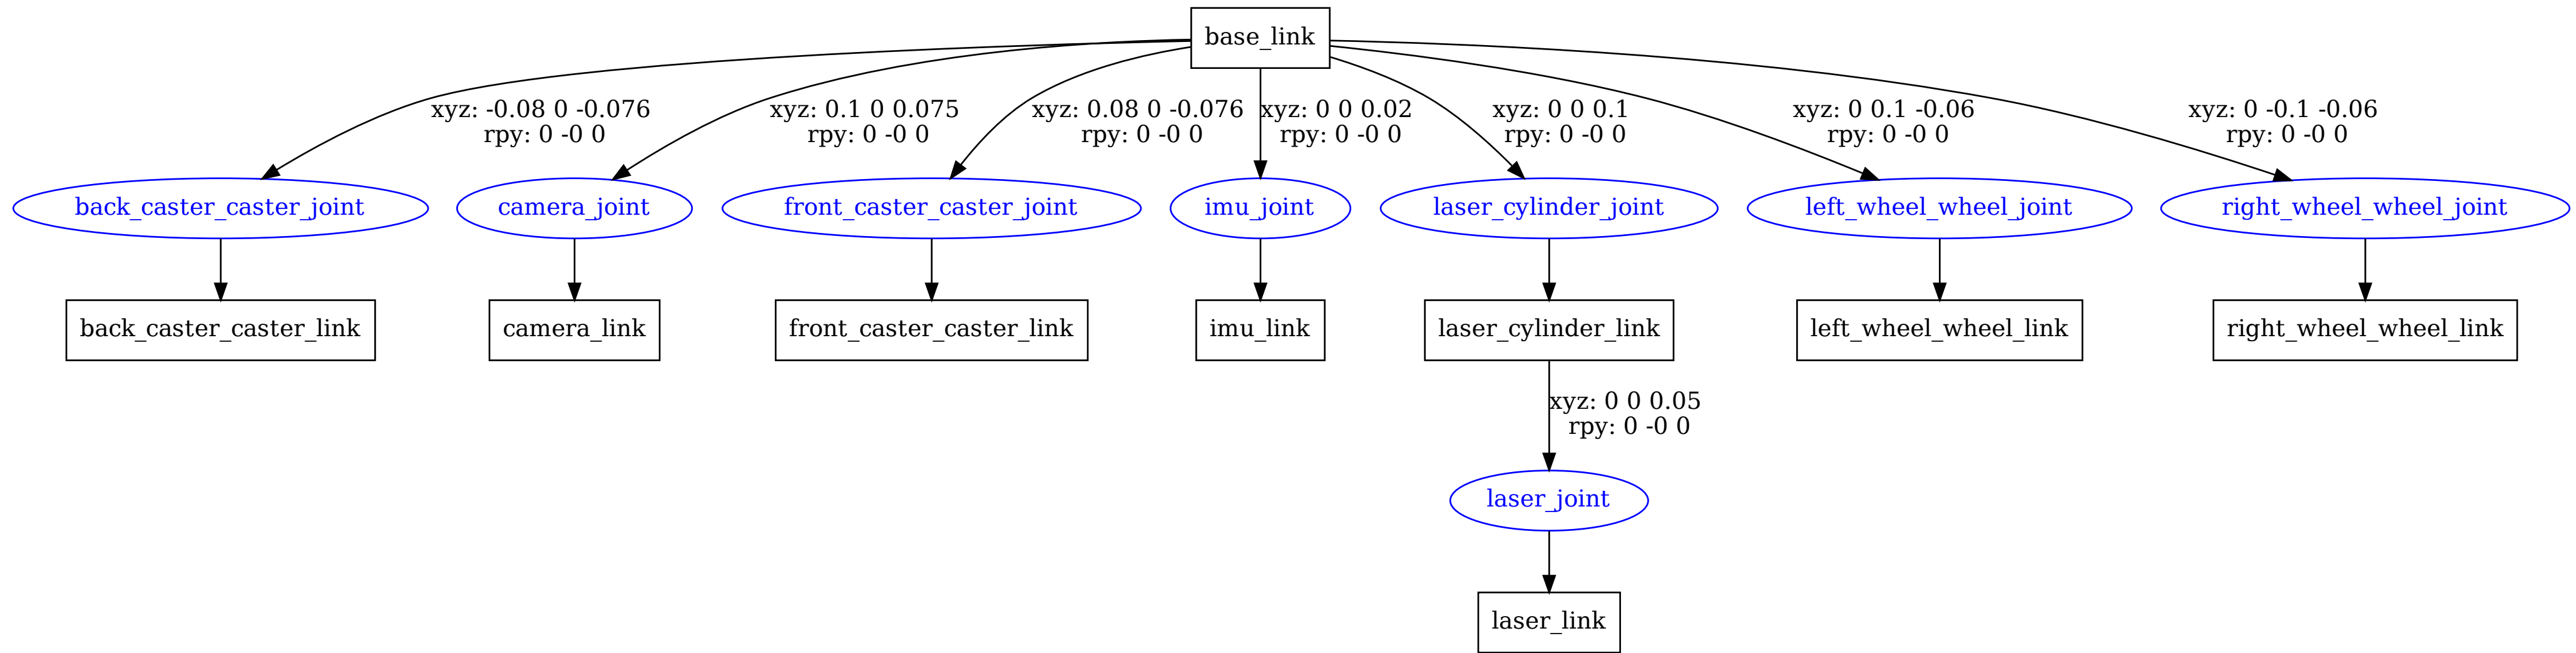 base_link
xyz: -0.08 0 -0.076
rpy: 0 -0 0
xyz: 0.1 0 0.075
rpy: 0 -0 0
xyz: 0.08 0 -0.076
rpy: 0 -0 0
xyz: 0 0 0.02
rpy: 0 -0 0
xyz: 0 0 0.1
rpy: 0 -0 0
xyz: 0 0.1 -0.06
rpy: 0 -0 0
xyz: 0 -0.1 -0.06
rpy: 0 -0 0
back_caster_caster_joint
camera_joint
front_caster_caster_joint
imu_joint
laser_cylinder_joint
left_wheel_wheel_joint
right_wheel_wheel_joint
back_caster_caster_link
camera_link
front_caster_caster_link
imu_link
laser_cylinder_link
left_wheel_wheel_link
right_wheel_wheel_link
xyz: 0 0 0.05
rpy: 0 -0 0
laser_joint
laser_link